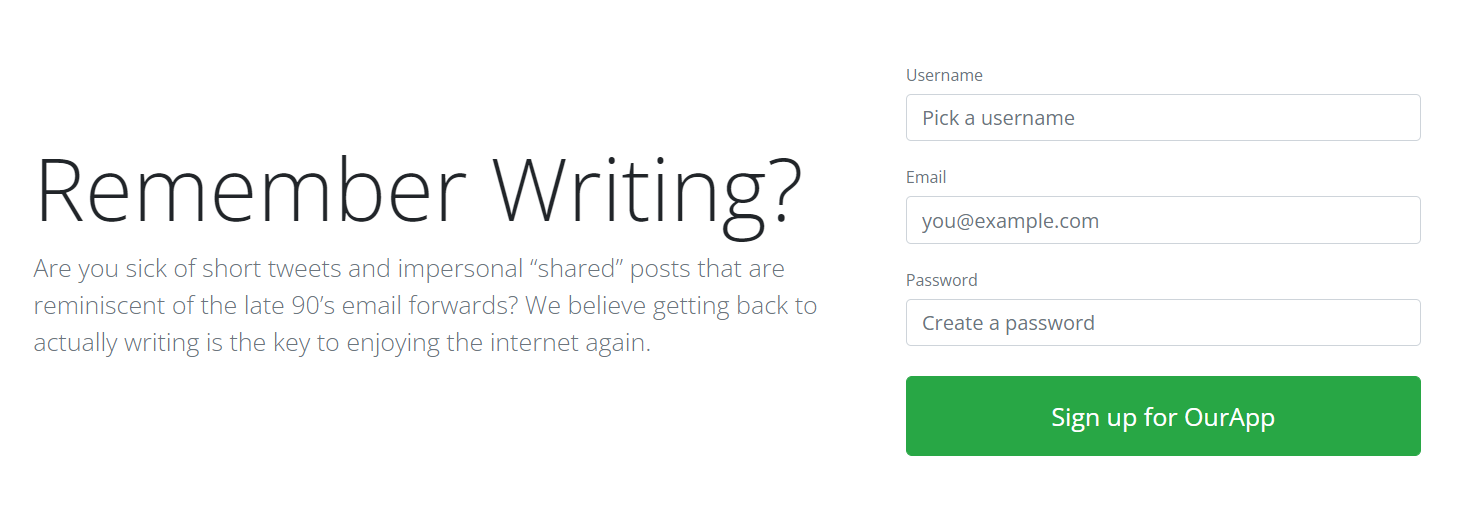 Remember Writing?
Are you sick of short tweets and impersonal “shared” posts that are
reminiscent of the late 90’s email forwards? We believe getting back to
actually writing is the key to enjoying the internet again.
Username
Pick a username
Email
you@example.com
Password
Create a password
Sign up for OurApp